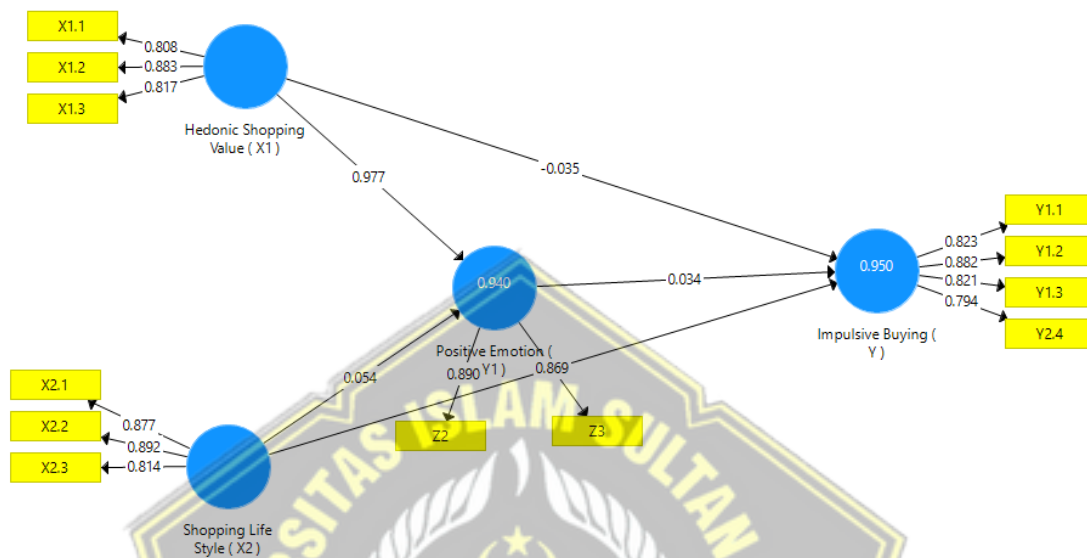 X1.1
0.808
X1.2
0.883
X1.3
0.817
Hedonic Shopping
Value ( X1 )
0.977
-0.035
Y1.1
0.823
Y1.2
0.882
0.950
0.821
Y1.3
0.794
Y2.4
Impulsive Buying (
Y )
0.940
0.034
Positive Emotion (
Y1 )
0.890
0.869
Z2
Z3
0.054
X2.1
0.877
X2.2
0.892
X2.3
0.814
Shopping Life
Style ( X2 )
SITAS ISLAM SULTAN